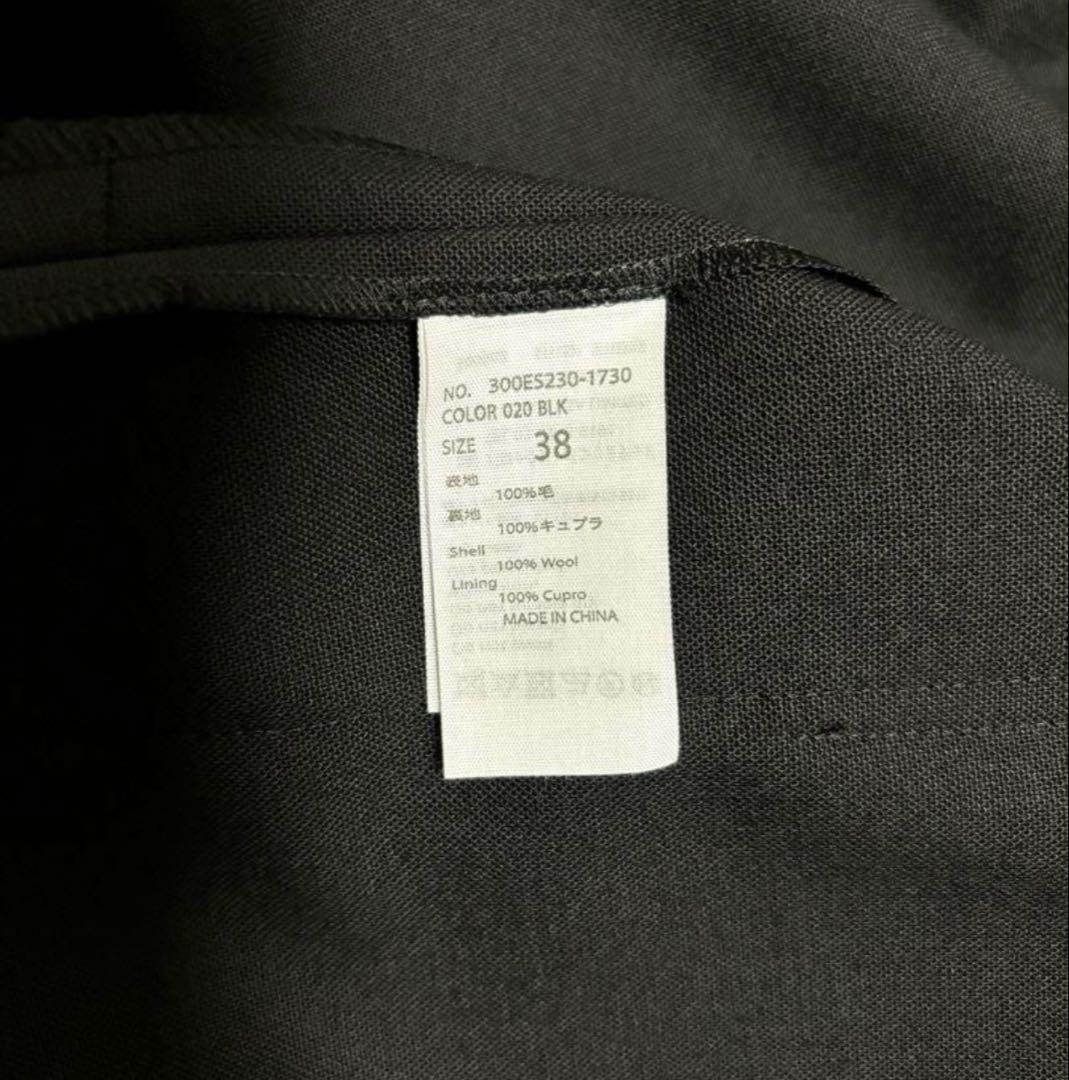 NO. 300ES230-1730
COLOR 020 BLK
SIZE 38
表地
100%毛
裏地
100%キュプラ
Shell
100% Wool
Lining
100% Cupro
MADE IN CHINA